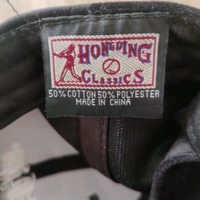 HONGDING
CLASSICS
50% COTTON 50% POLYESTER
MADE IN CHINA